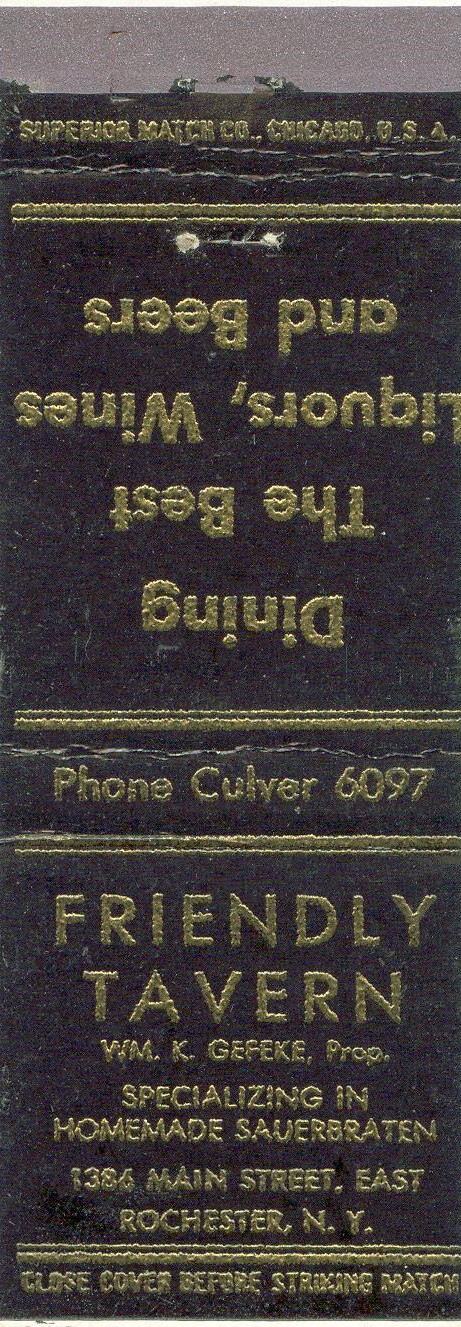 SUPERIOR MATCH CO., CHICAGO, U. S. A.
Dining
The Best
Liquors, Wines
and Beers
Phone Culver 6097
FRIENDLY
TAVERN
WM. K. GEFEKE, Prop.
SPECIALIZING IN
HOMEMADE SAUERBRATEN
1386 MAIN STREET, EAST
ROCHESTER, N. Y.
CLOSE COVER BEFORE STRIKING MATCH